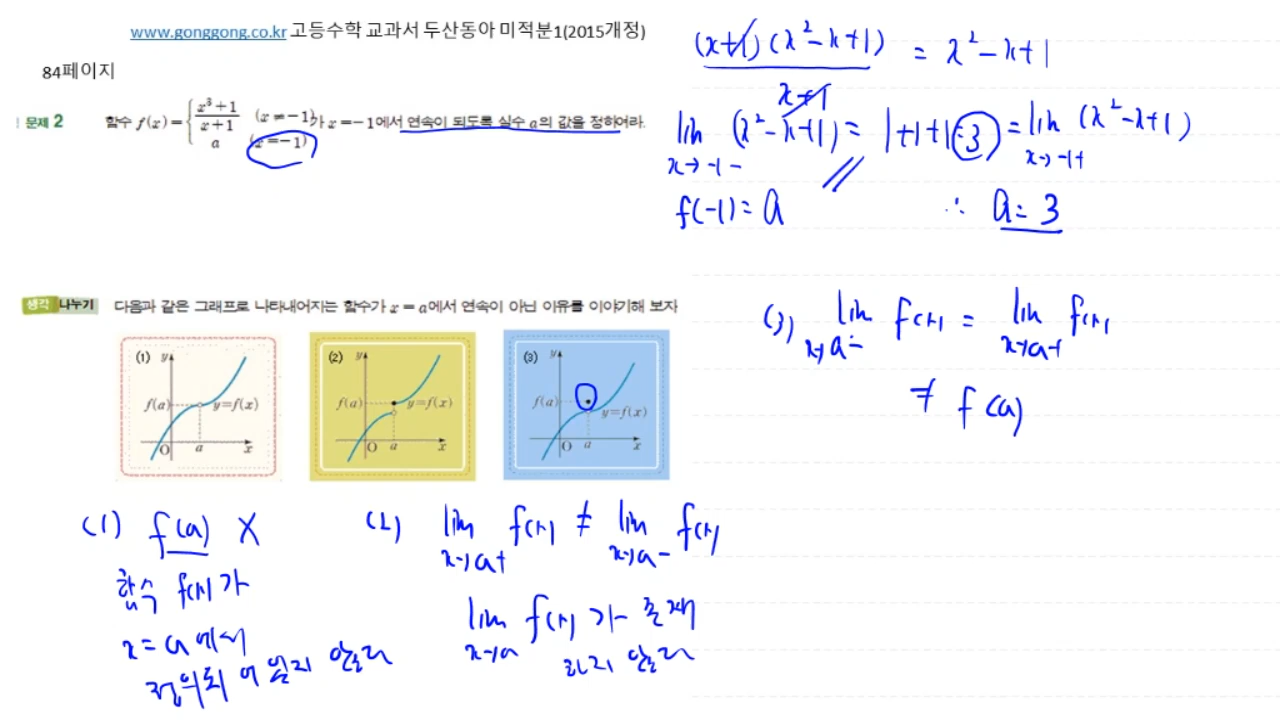 www.gonggong.co.kr 고등수학 교과서 두산동아 미적분1(2015개정)
84페이지
문제 2 함수 f(x)={ x³+1/x+1 (x≠-1) a (x=-1) 가 x=-1에서 연속이 되도록 실수 a의 값을 정하여라.
(x+1)(x²-x+1)/x+1 = x²-x+1
lim x→-1- (x²-x+1) = 1+1+1=3 = lim x→-1+ (x²-x+1)
f(-1)=a ∴ a=3
생각 나누기 다음과 같은 그래프로 나타내어지는 함수가 x=a에서 연속이 아닌 이유를 이야기해 보자
(1) y f(a) y=f(x) O a x
(2) y f(a) y=f(x) O a x
(3) y f(a) y=f(x) O a x
(3) lim x→a- f(x) = lim x→a+ f(x)
≠ f(a)
(1) f(a) X
함수 f(x)가
x=a에서
정의되어 있지 않다
(2) lim x→a+ f(x) ≠ lim x→a- f(x)
lim x→a f(x)가 존재
하지 않다